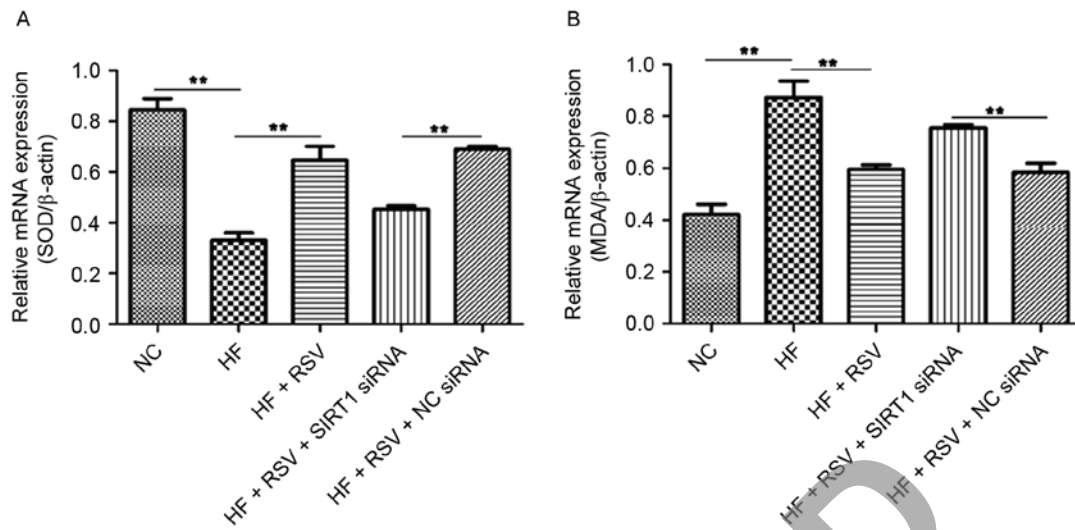 A
Relative mRNA expression
(SOD/β-actin)
1.0
0.8
0.6
0.4
0.2
0.0
**
**
**
NC
HF
HF + RSV
HF + RSV + SIRT1 siRNA
HF + RSV + NC siRNA
B
Relative mRNA expression
(MDA/β-actin)
1.0
0.8
0.6
0.4
0.2
0.0
**
**
**
NC
HF
HF + RSV
HF + RSV + SIRT1 siRNA
HF + RSV + NC siRNA